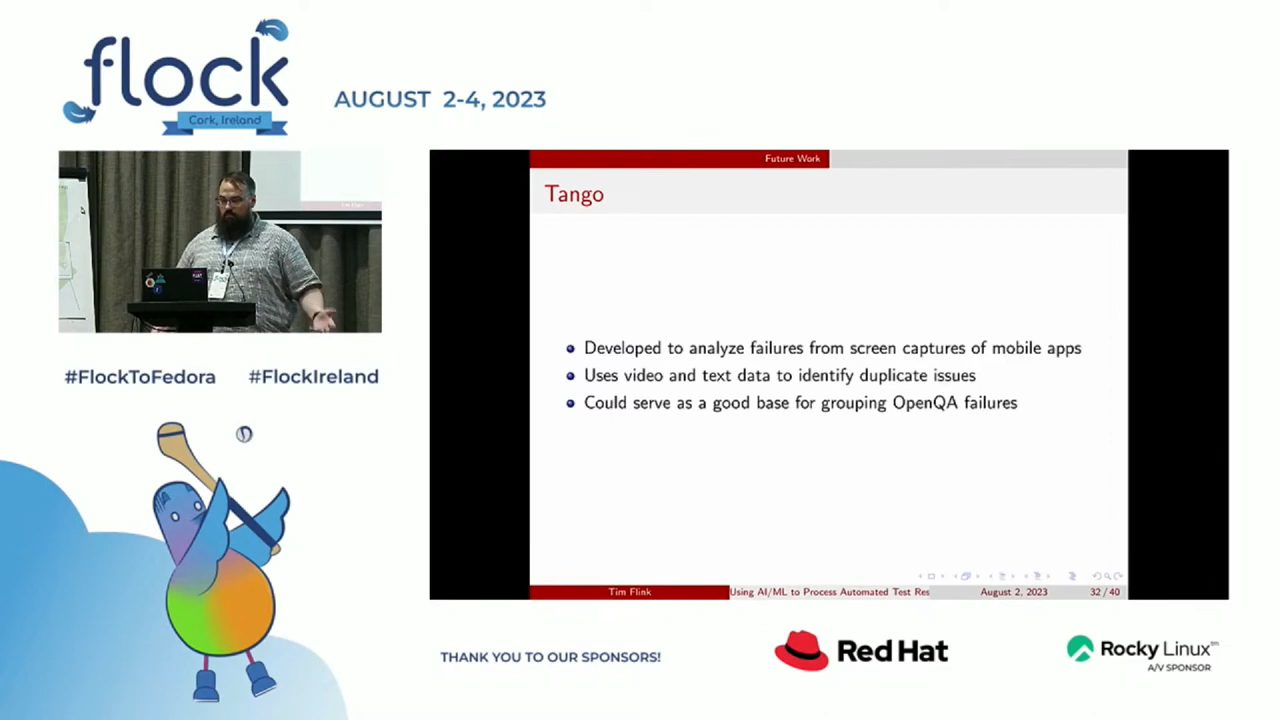 flock
Cork, Ireland
AUGUST 2-4, 2023
#FlockToFedora #FlockIreland
Future Work
Tango
Developed to analyze failures from screen captures of mobile apps
Uses video and text data to identify duplicate issues
Could serve as a good base for grouping OpenQA failures
Tim Flink Using AI/ML to Process Automated Test Res August 2, 2023 32 / 40
THANK YOU TO OUR SPONSORS!
Red Hat
Rocky Linux™
A/V SPONSOR